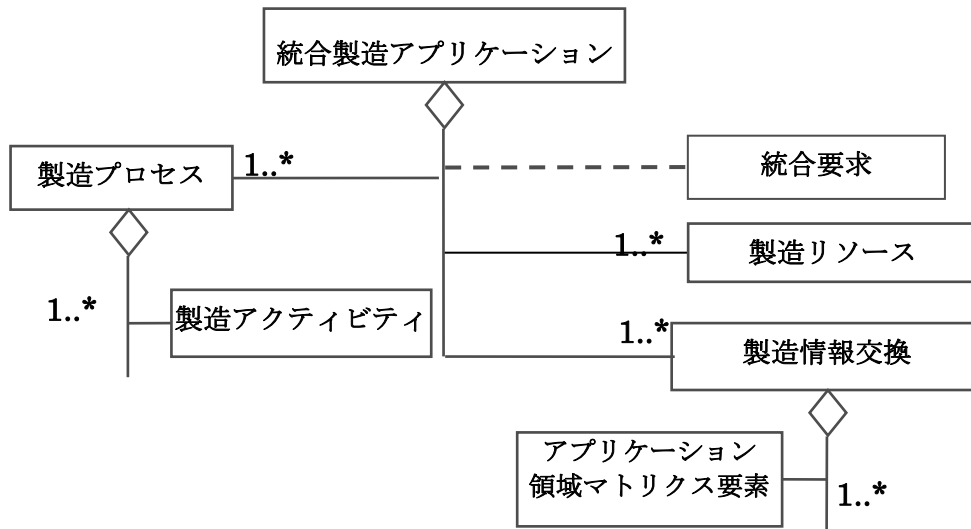 統合製造アプリケーション
製造プロセス
1..*
統合要求
1..*
製造リソース
1..*
製造アクティビティ
1..*
製造情報交換
アプリケーション
領域マトリクス要素
1..*